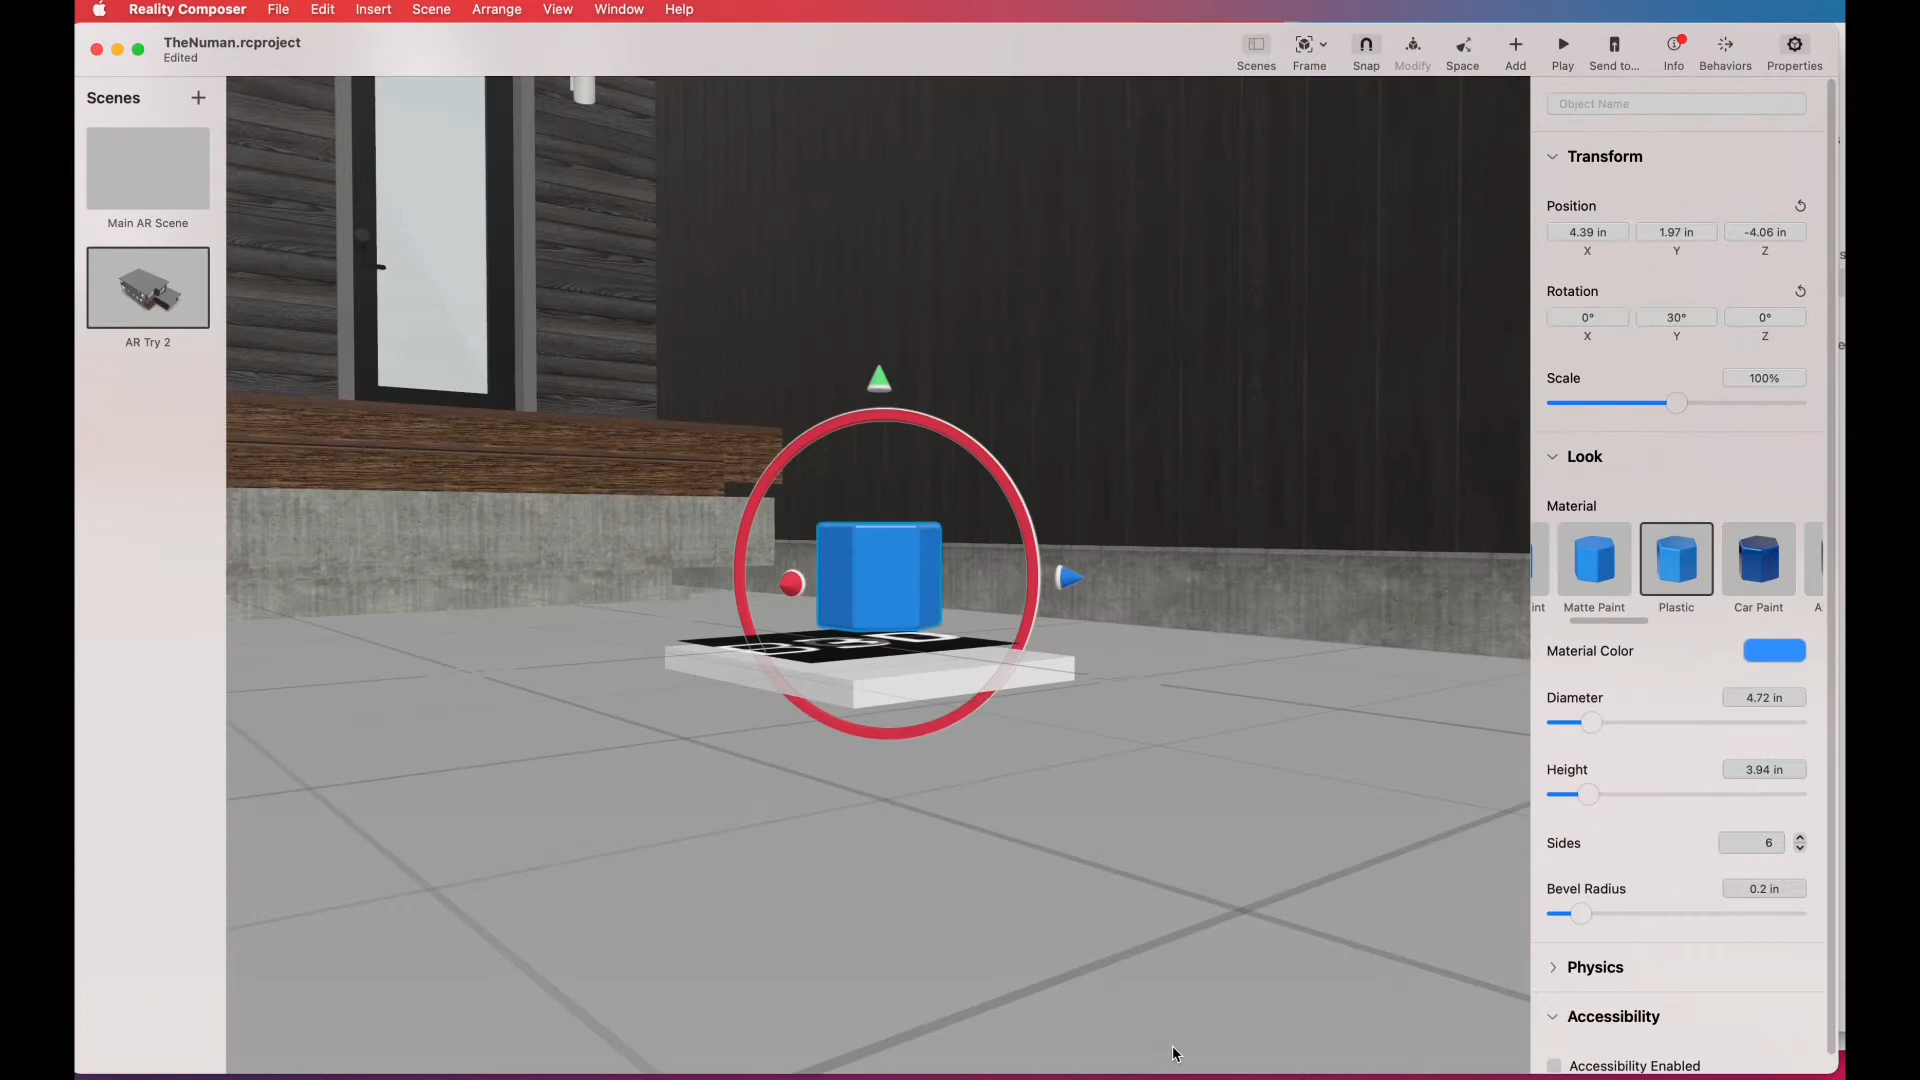 Reality Composer File Edit Insert Scene Arrange View Window Help
TheNuman.rcproject
Edited
Scenes Frame Snap Modify Space Add Play Send to... Info Behaviors Properties
Scenes
Main AR Scene
AR Try 2
Object Name
Transform
Position
4.39 in 1.97 in -4.06 in
X Y Z
Rotation
0° 30° 0°
X Y Z
Scale 100%
Look
Material
int Matte Paint Plastic Car Paint A
Material Color
Diameter 4.72 in
Height 3.94 in
Sides 6
Bevel Radius 0.2 in
Physics
Accessibility
Accessibility Enabled